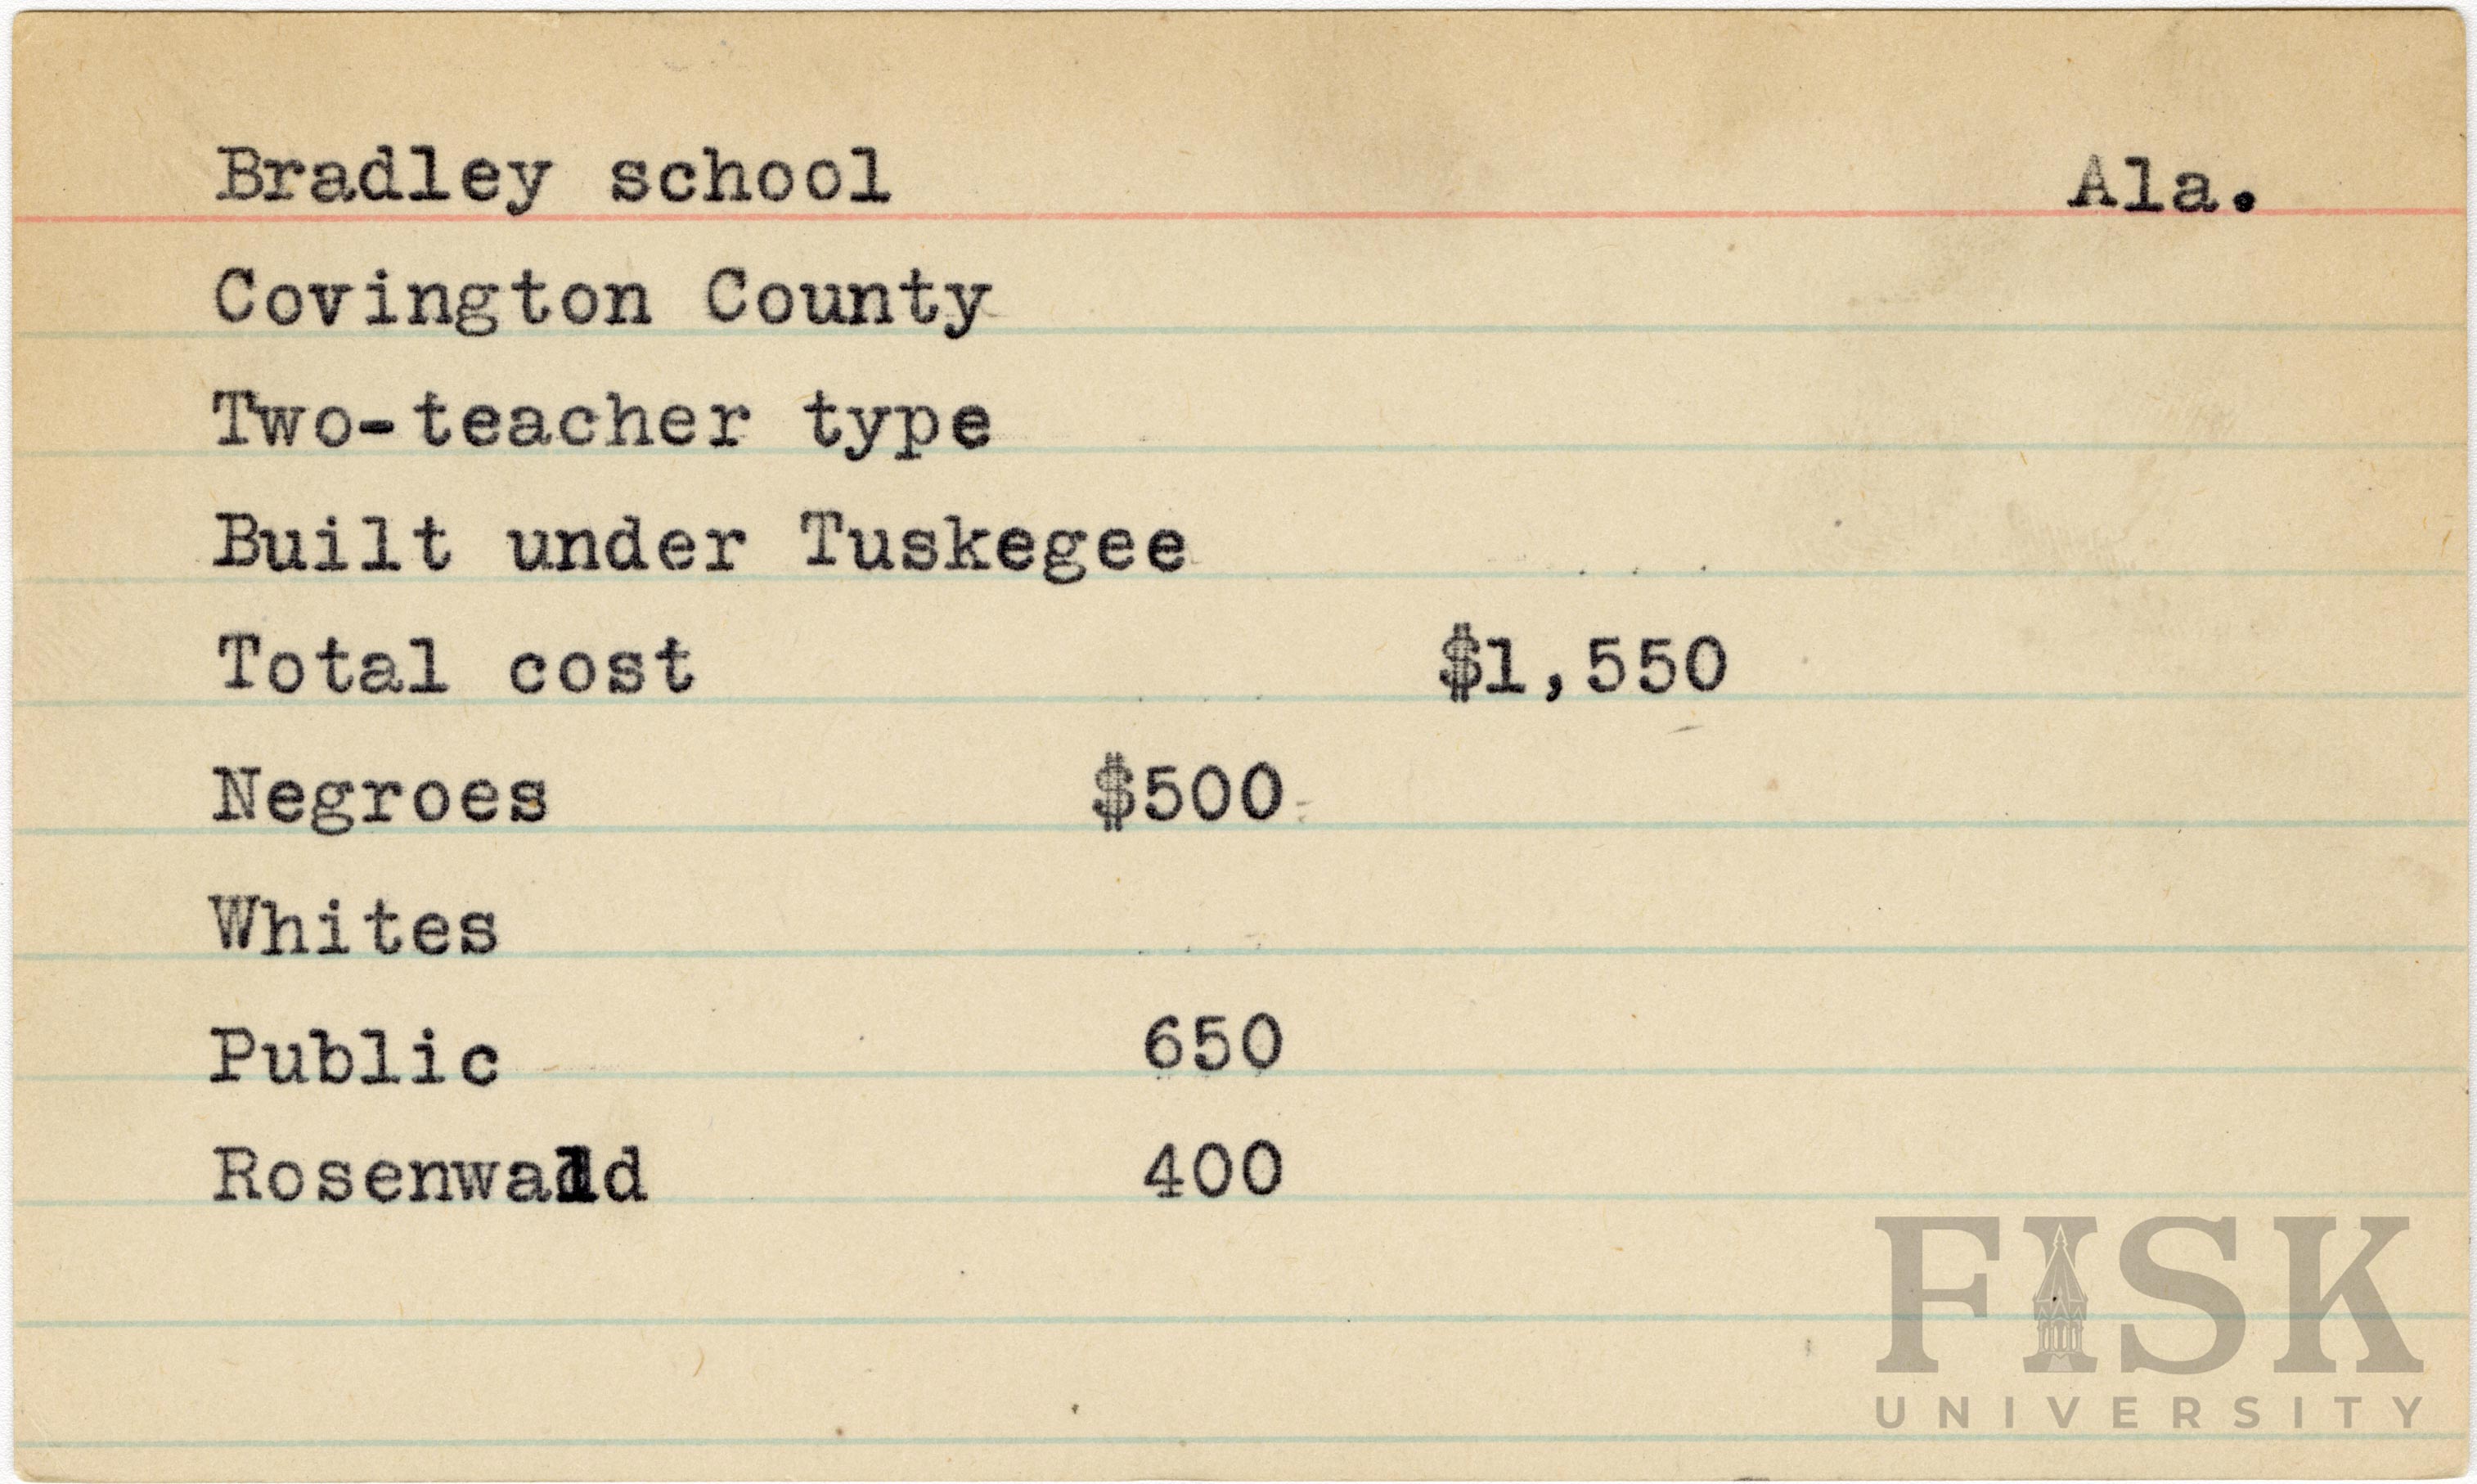 Bradley school Ala.
Covington County
Two-teacher type
Built under Tuskegee
Total cost $1,550
Negroes $500
Whites
Public 650
Rosenwald 400
FISK
UNIVERSITY